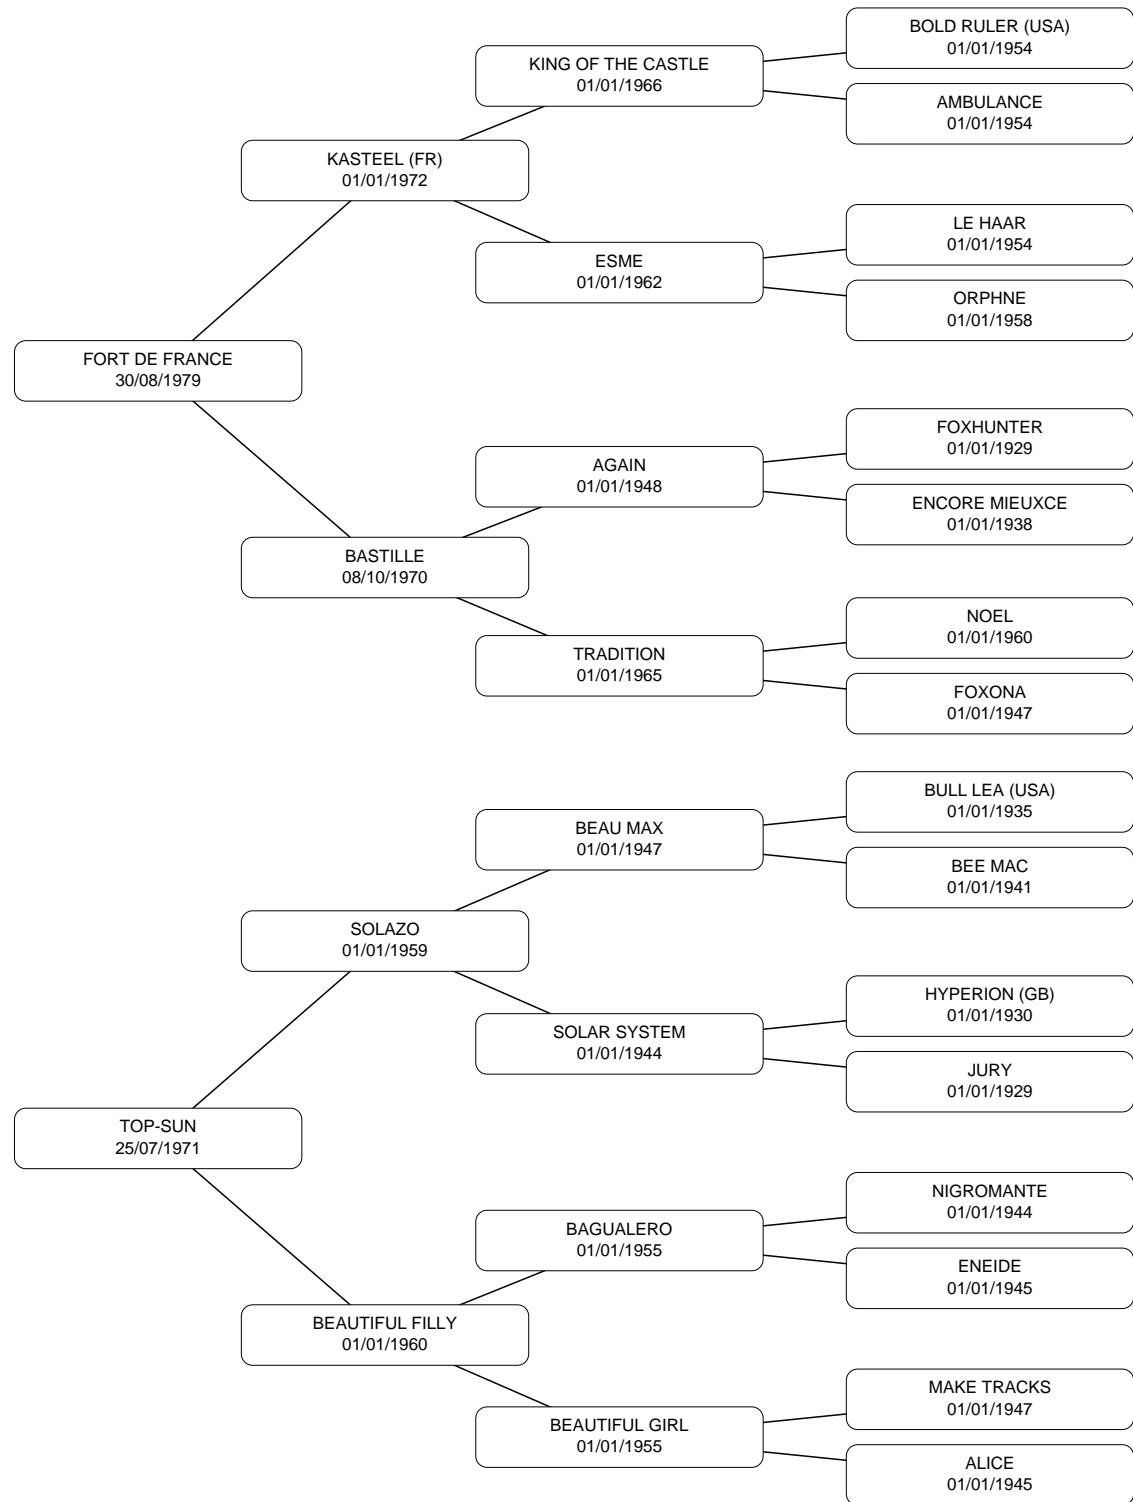 BOLD RULER (USA)
01/01/1954
KING OF THE CASTLE
01/01/1966
AMBULANCE
01/01/1954
KASTEEL (FR)
01/01/1972
LE HAAR
01/01/1954
ESME
01/01/1962
ORPHNE
01/01/1958
FORT DE FRANCE
30/08/1979
FOXHUNTER
01/01/1929
AGAIN
01/01/1948
ENCORE MIEUXCE
01/01/1938
BASTILLE
08/10/1970
NOEL
01/01/1960
TRADITION
01/01/1965
FOXONA
01/01/1947
BULL LEA (USA)
01/01/1935
BEAU MAX
01/01/1947
BEE MAC
01/01/1941
SOLAZO
01/01/1959
HYPERION (GB)
01/01/1930
SOLAR SYSTEM
01/01/1944
JURY
01/01/1929
TOP-SUN
25/07/1971
NIGROMANTE
01/01/1944
BAGUALERO
01/01/1955
ENEIDE
01/01/1945
BEAUTIFUL FILLY
01/01/1960
MAKE TRACKS
01/01/1947
BEAUTIFUL GIRL
01/01/1955
ALICE
01/01/1945